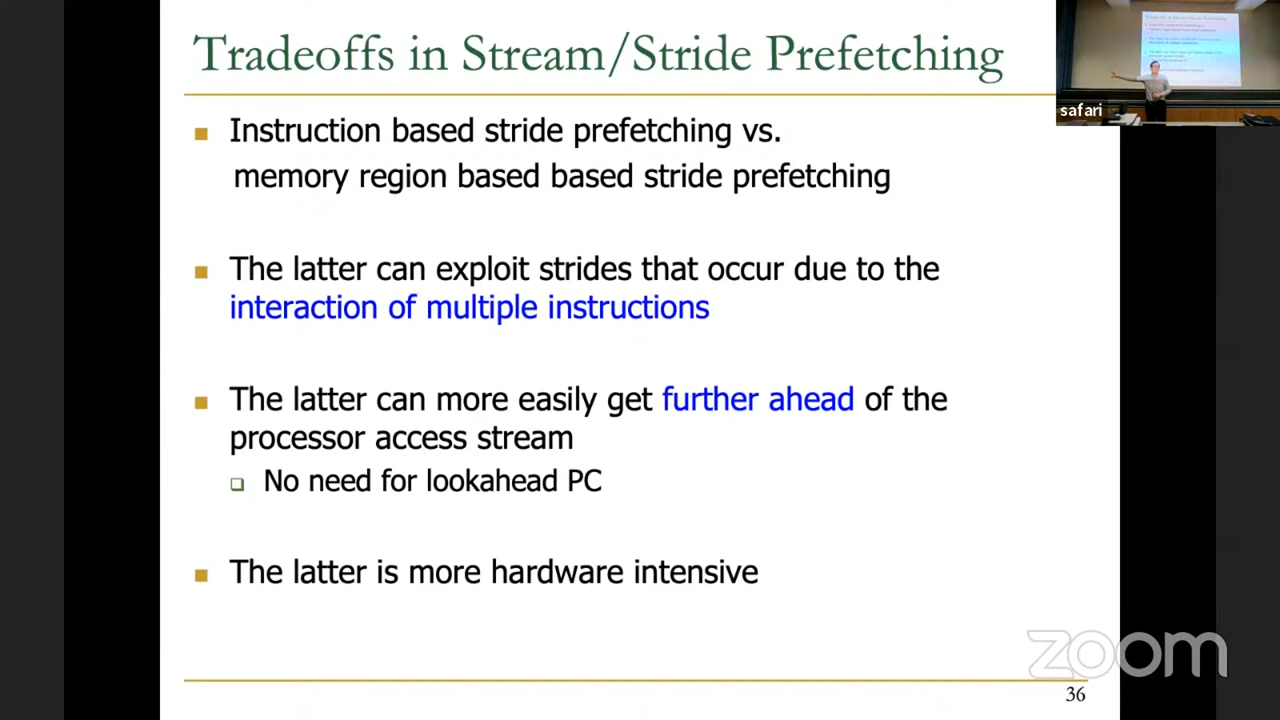 Tradeoffs in Stream/Stride Prefetching
Instruction based stride prefetching vs.
memory region based based stride prefetching
The latter can exploit strides that occur due to the
interaction of multiple instructions
The latter can more easily get further ahead of the
processor access stream
No need for lookahead PC
The latter is more hardware intensive
36
safari
zoom